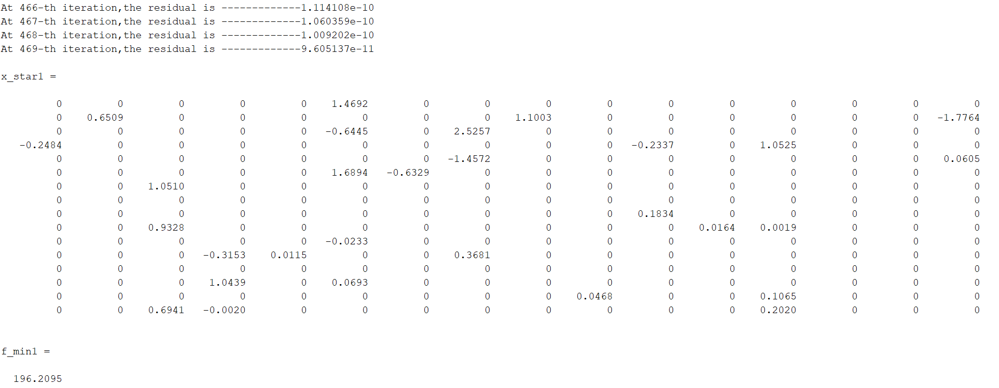 At 466-th iteration,the residual is -------------1.114108e-10
At 467-th iteration,the residual is -------------1.060359e-10
At 468-th iteration,the residual is -------------1.009202e-10
At 469-th iteration,the residual is -------------9.605137e-11
x_star1 =
0 0 0 0 0 1.4692 0 0 0 0 0 0 0 0 0 0
0 0.6509 0 0 0 0 0 0 1.1003 0 0 0 0 0 0 -1.7764
0 0 0 0 0 -0.6445 0 2.5257 0 0 0 0 0 0 0 0
-0.2484 0 0 0 0 0 0 0 0 0 -0.2337 0 1.0525 0 0 0
0 0 0 0 0 0 0 -1.4572 0 0 0 0 0 0 0 0.0605
0 0 0 0 0 1.6894 -0.6329 0 0 0 0 0 0 0 0 0
0 0 1.0510 0 0 0 0 0 0 0 0 0 0 0 0 0
0 0 0 0 0 0 0 0 0 0 0 0 0 0 0 0
0 0 0 0 0 0 0 0 0 0 0.1834 0 0 0 0 0
0 0 0.9328 0 0 0 0 0 0 0 0 0.0164 0.0019 0 0 0
0 0 0 0 0 -0.0233 0 0 0 0 0 0 0 0 0 0
0 0 0 -0.3153 0.0115 0 0 0.3681 0 0 0 0 0 0 0 0
0 0 0 0 0 0 0 0 0 0 0 0 0 0 0 0
0 0 0 1.0439 0 0.0693 0 0 0 0 0 0 0 0 0 0
0 0 0 0 0 0 0 0 0 0.0468 0 0 0.1065 0 0 0
0 0 0.6941 -0.0020 0 0 0 0 0 0 0 0 0.2020 0 0 0
f_min1 =
196.2095